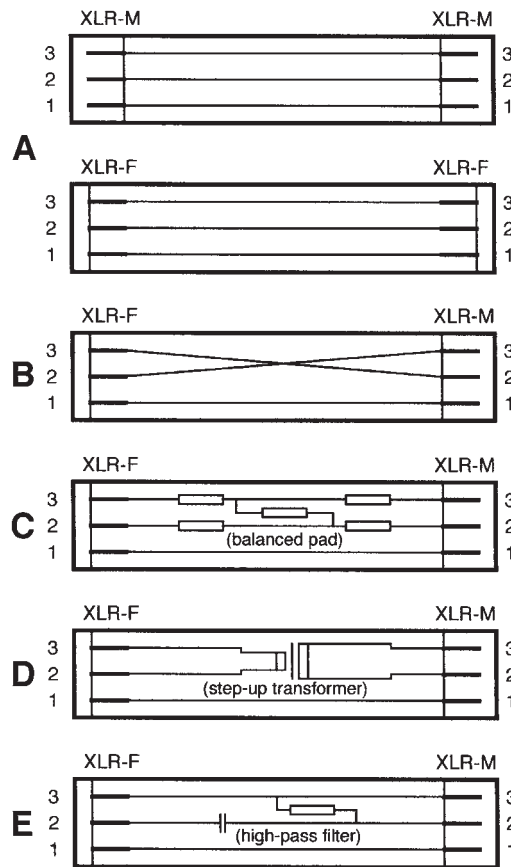 XLR-M XLR-M
3 3
2 2
1 1
A
XLR-F XLR-F
3 3
2 2
1 1
XLR-F XLR-M
3 3
B 2 2
1 1
XLR-F XLR-M
3 3
C 2 2
(balanced pad)
1 1
XLR-F XLR-M
3 3
D 2 2
(step-up transformer)
1 1
XLR-F XLR-M
3 3
E 2 2
(high-pass filter)
1 1